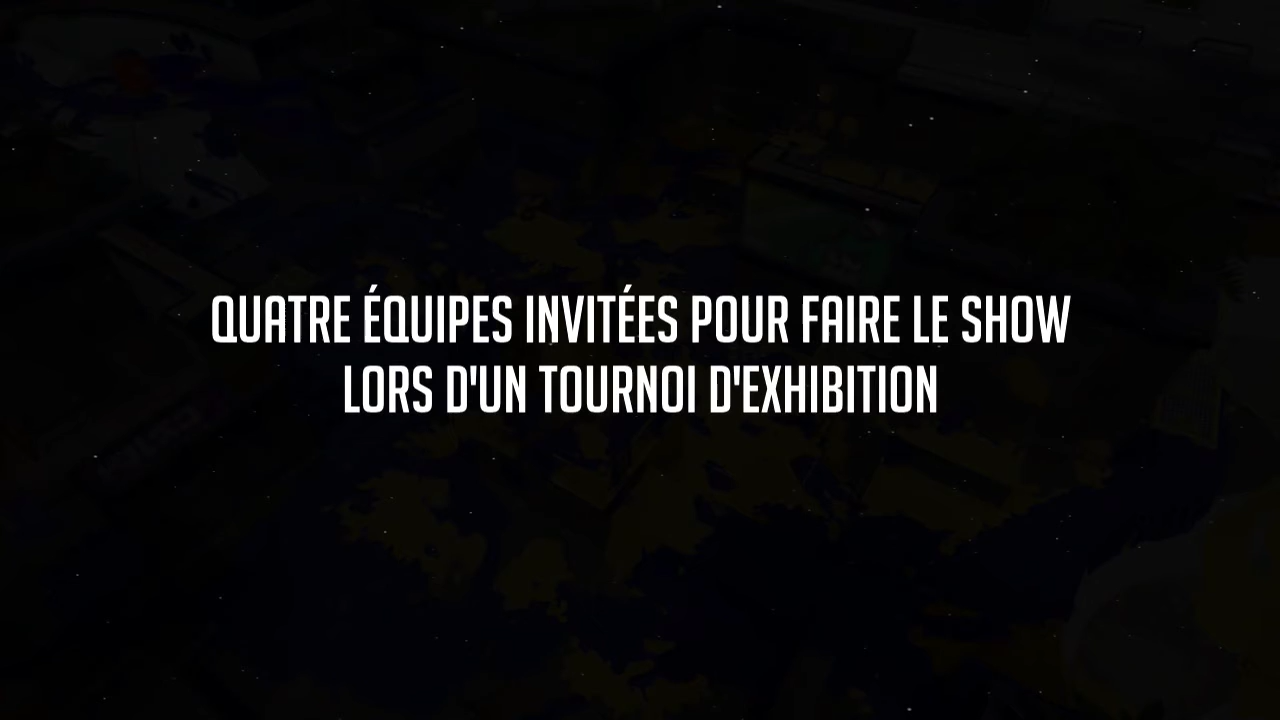 QUATRE ÉQUIPES INVITÉES POUR FAIRE LE SHOW
LORS D'UN TOURNOI D'EXHIBITION